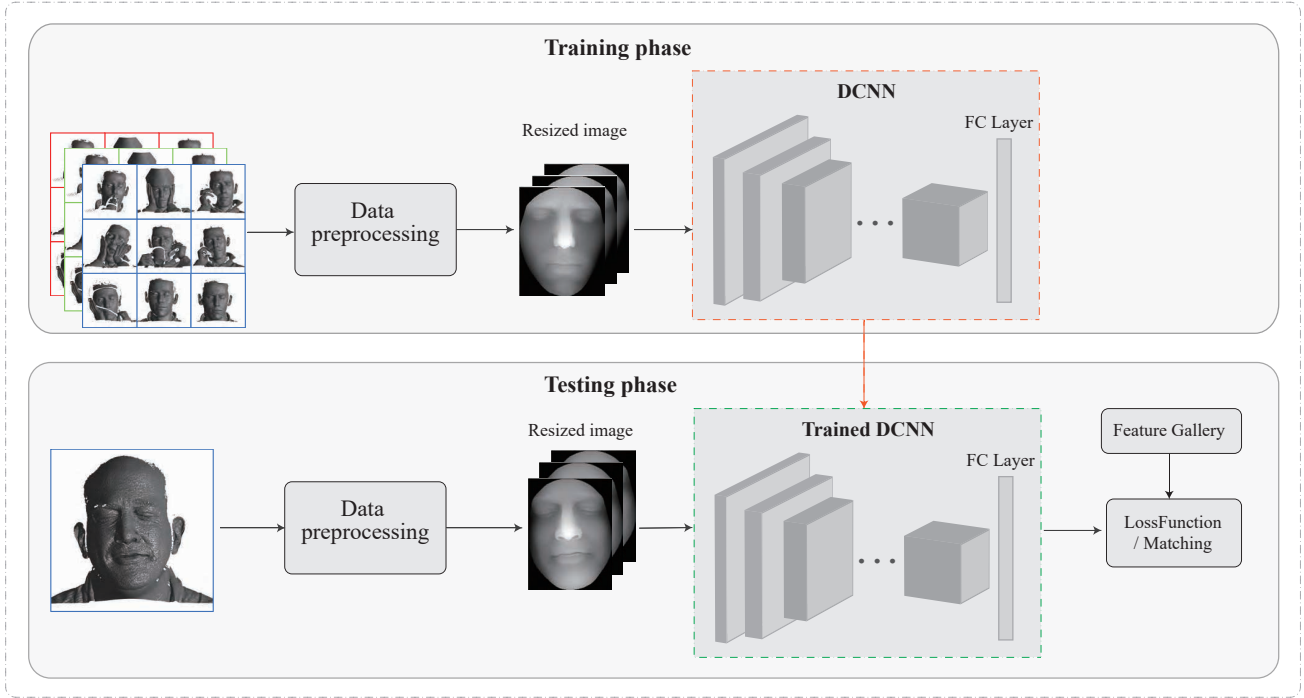 Training phase
DCNN
FC Layer
Resized image
Data
preprocessing
Testing phase
Trained DCNN
FC Layer
Resized image
Data
preprocessing
Feature Gallery
LossFunction
/ Matching